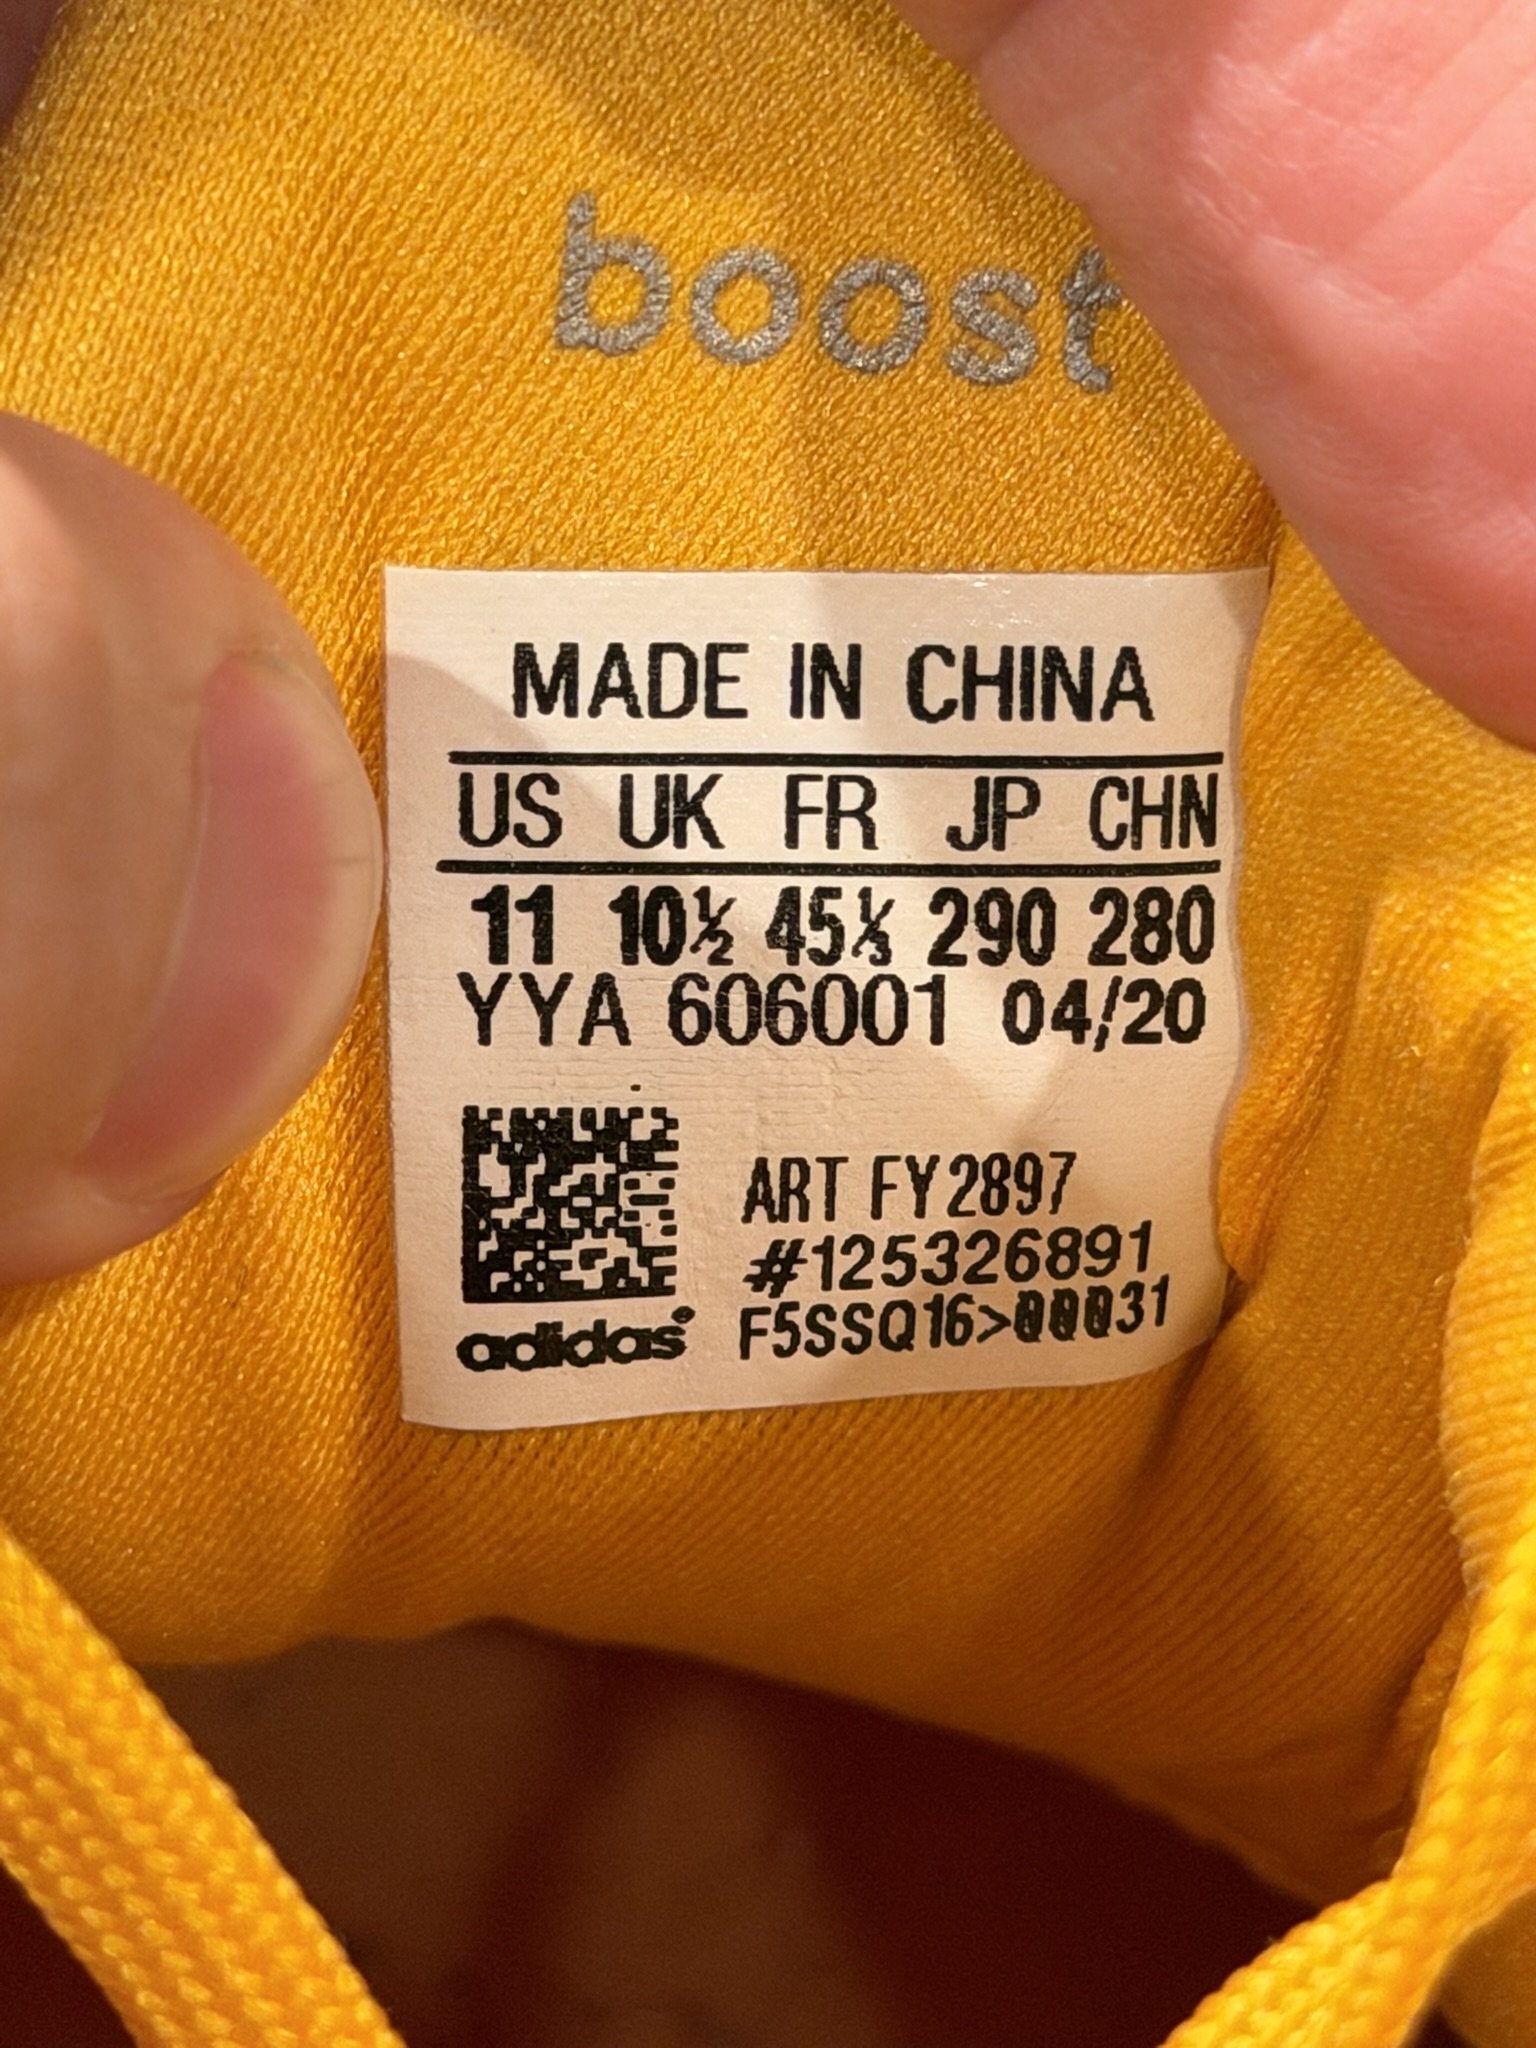 boost
MADE IN CHINA
US UK FR JP CHN
11 10½ 45⅓ 290 280
YYA 606001 04/20
ART FY2897
#125326891
F5SSQ16>00031
adidas